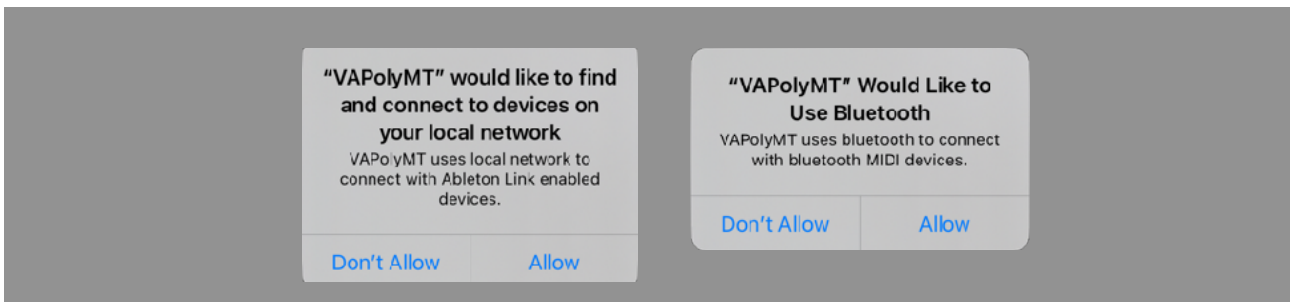 “VAPolyMT” would like to find
and connect to devices on
your local network
VAPolyMT uses local network to
connect with Ableton Link enabled
devices.
Don’t Allow
Allow
“VAPolyMT” Would Like to
Use Bluetooth
VAPolyMT uses bluetooth to connect
with bluetooth MIDI devices.
Don’t Allow
Allow